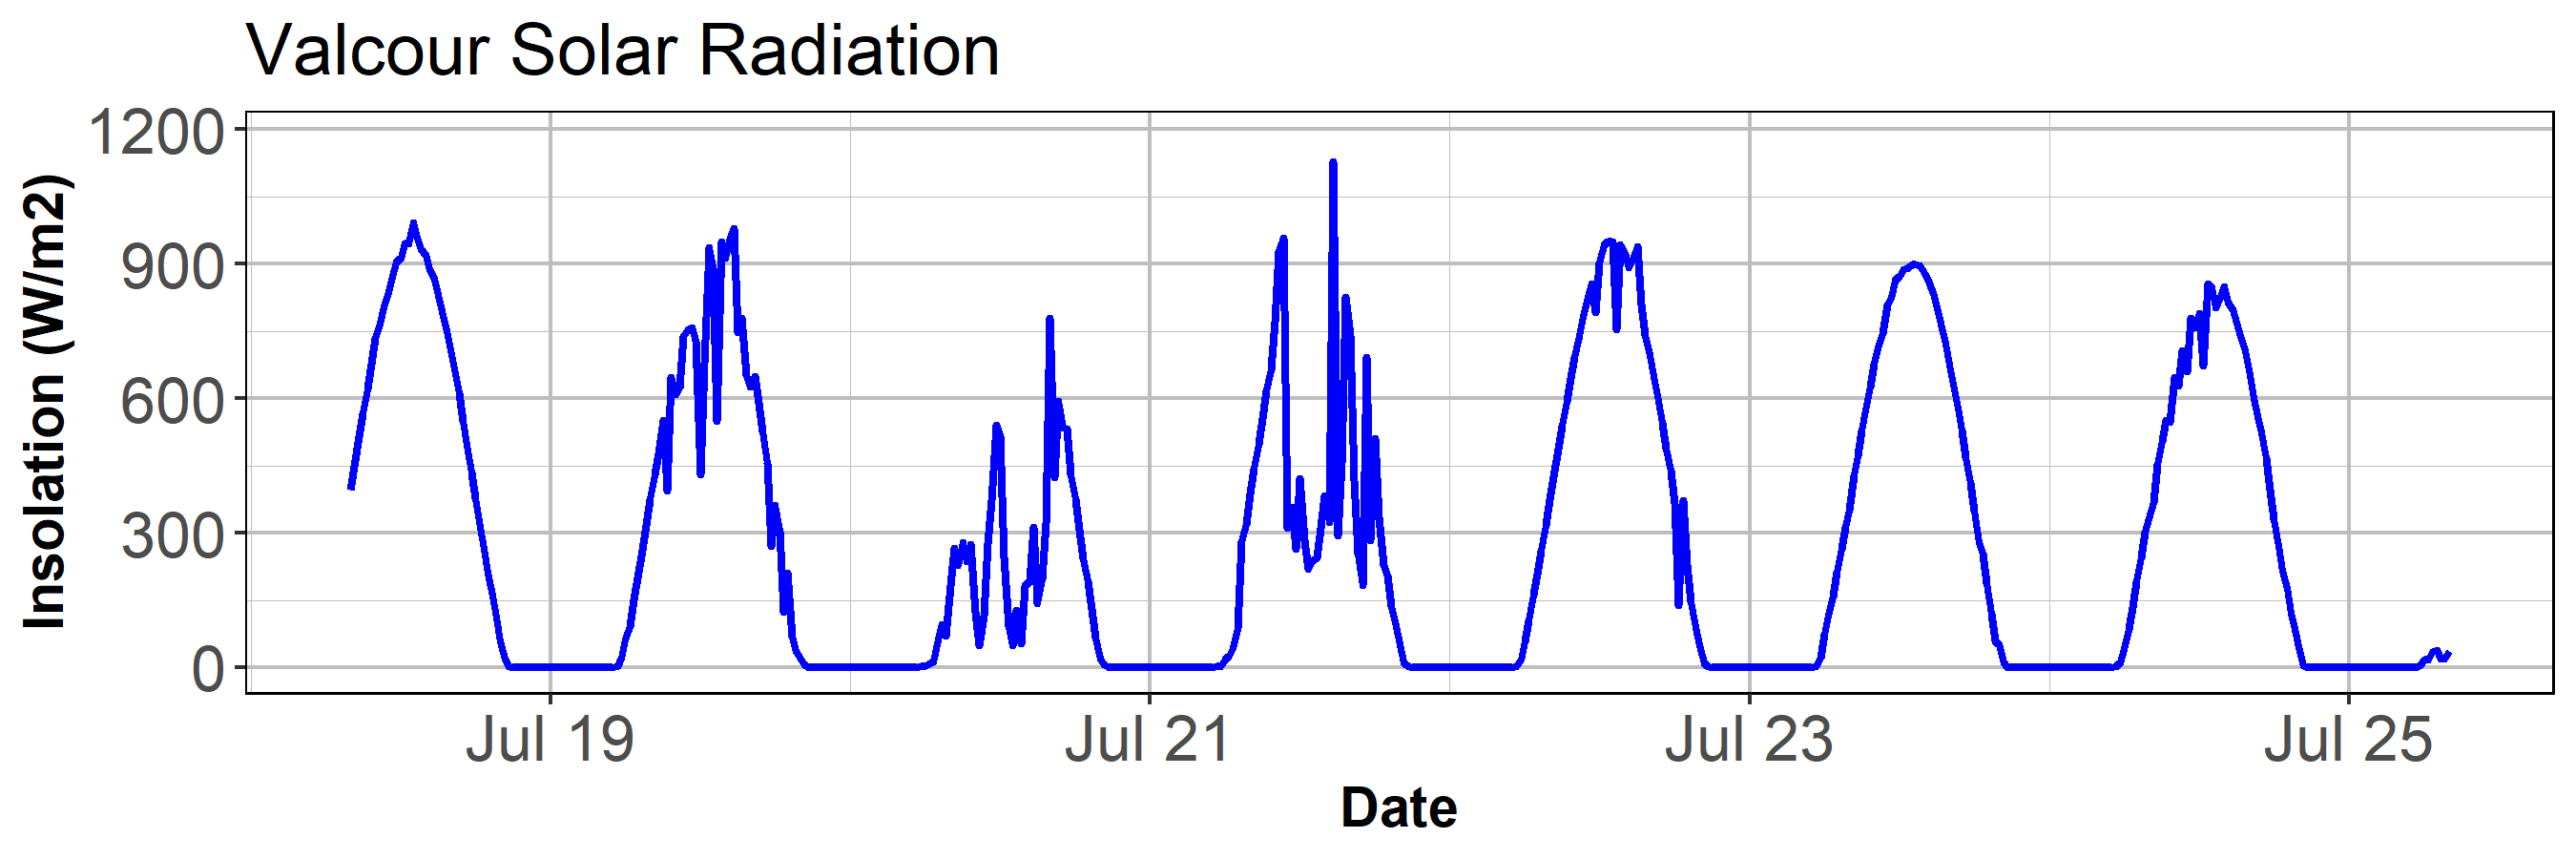 Valcour Solar Radiation
Insolation (W/m2)
1200
900
600
300
0
Jul 19
Jul 21
Jul 23
Jul 25
Date